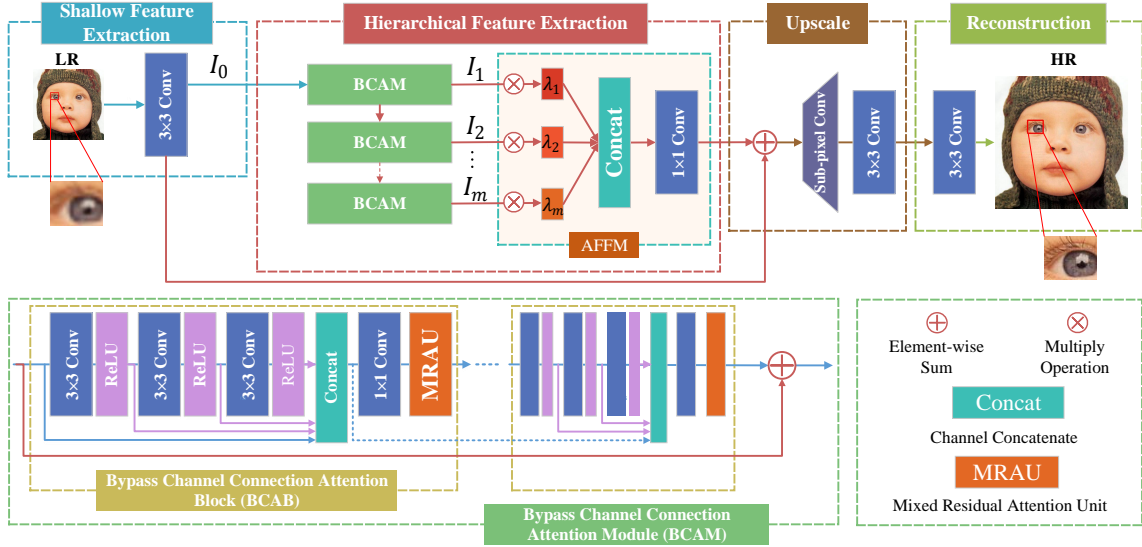 Shallow Feature
Extraction
Hierarchical Feature Extraction
Upscale
Reconstruction
LR
3×3 Conv
I₀
BCAM
BCAM
BCAM
I₁
I₂
Iₘ
λ₁
λ₂
λₘ
Concat
1×1 Conv
AFFM
Sub-pixel Conv
3×3 Conv
3×3 Conv
HR
3×3 Conv
ReLU
3×3 Conv
ReLU
3×3 Conv
ReLU
Concat
1×1 Conv
MRAU
Bypass Channel Connection Attention
Block (BCAB)
Bypass Channel Connection
Attention Module (BCAM)
Element-wise
Sum
Multiply
Operation
Concat
Channel Concatenate
MRAU
Mixed Residual Attention Unit